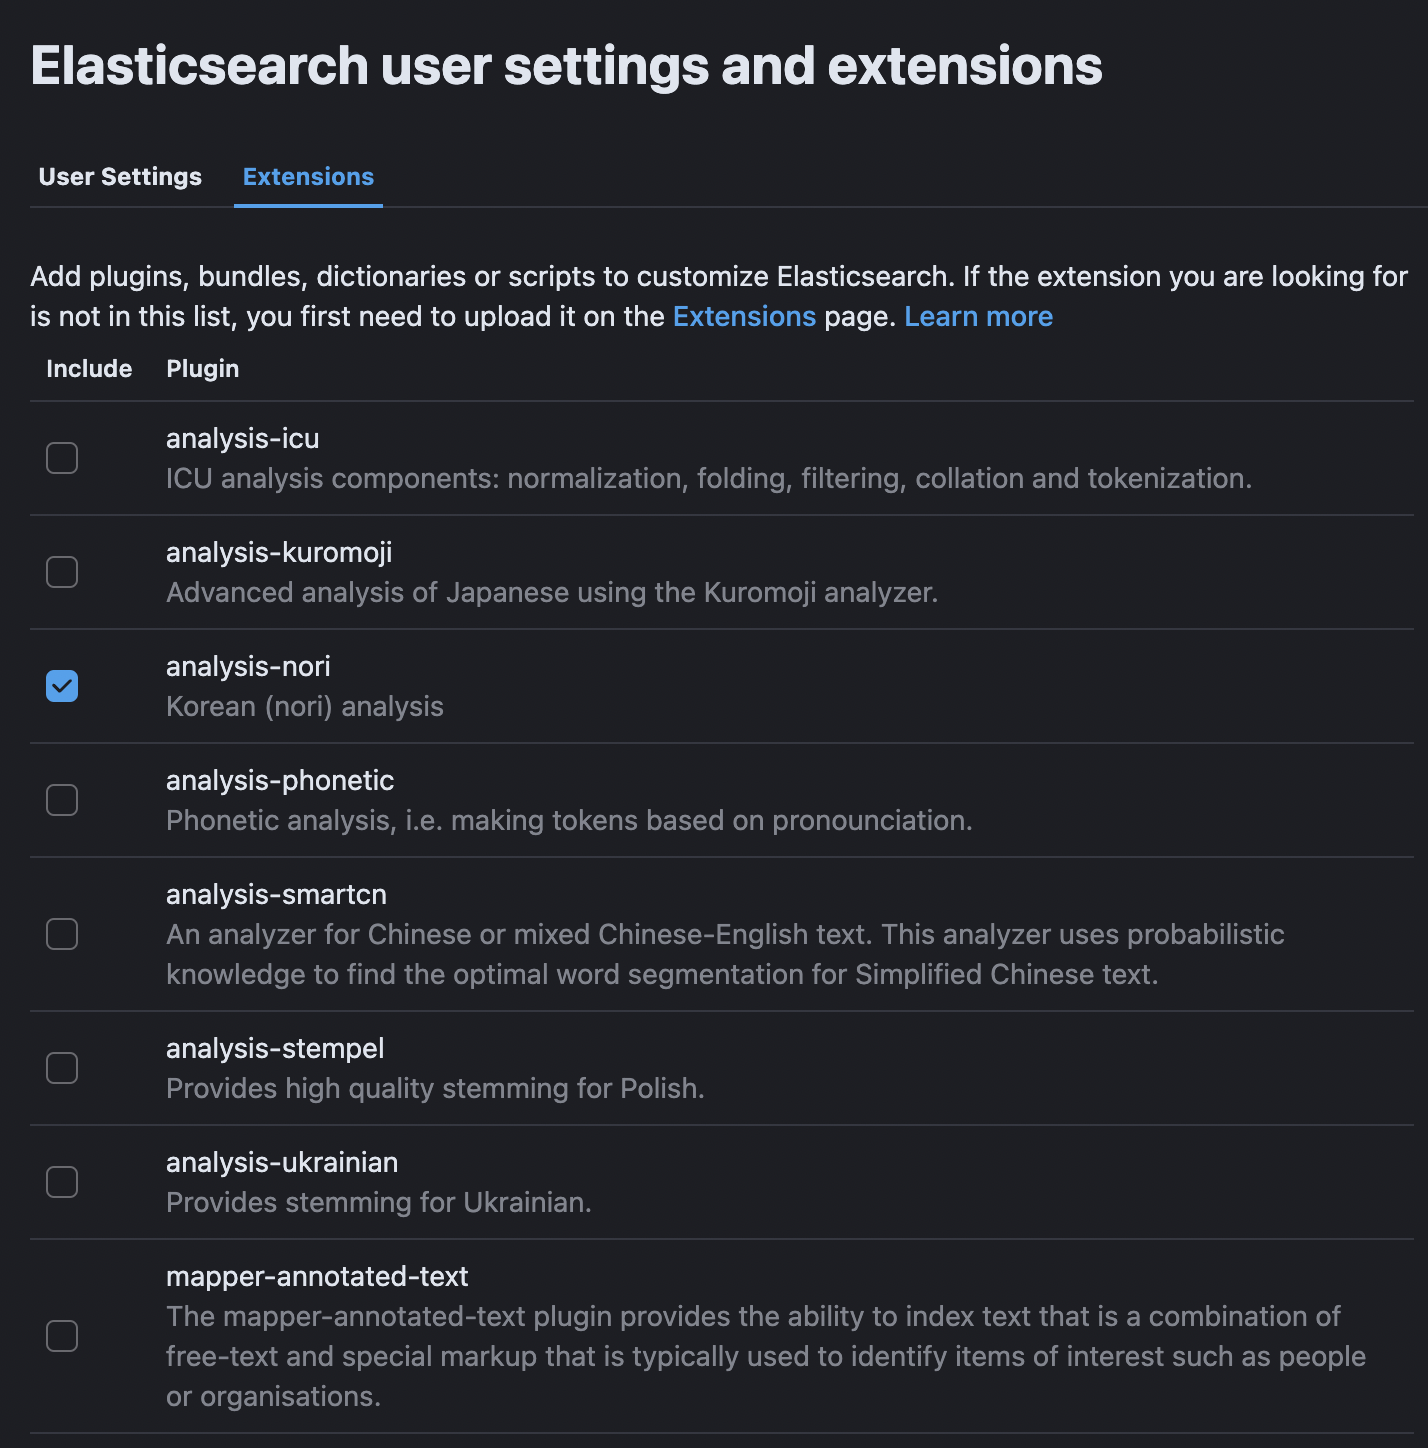 Elasticsearch user settings and extensions
User Settings
Extensions
Add plugins, bundles, dictionaries or scripts to customize Elasticsearch. If the extension you are looking for
is not in this list, you first need to upload it on the Extensions page. Learn more
Include
Plugin
analysis-icu
ICU analysis components: normalization, folding, filtering, collation and tokenization.
analysis-kuromoji
Advanced analysis of Japanese using the Kuromoji analyzer.
analysis-nori
Korean (nori) analysis
analysis-phonetic
Phonetic analysis, i.e. making tokens based on pronounciation.
analysis-smartcn
An analyzer for Chinese or mixed Chinese-English text. This analyzer uses probabilistic
knowledge to find the optimal word segmentation for Simplified Chinese text.
analysis-stempel
Provides high quality stemming for Polish.
analysis-ukrainian
Provides stemming for Ukrainian.
mapper-annotated-text
The mapper-annotated-text plugin provides the ability to index text that is a combination of
free-text and special markup that is typically used to identify items of interest such as people
or organisations.